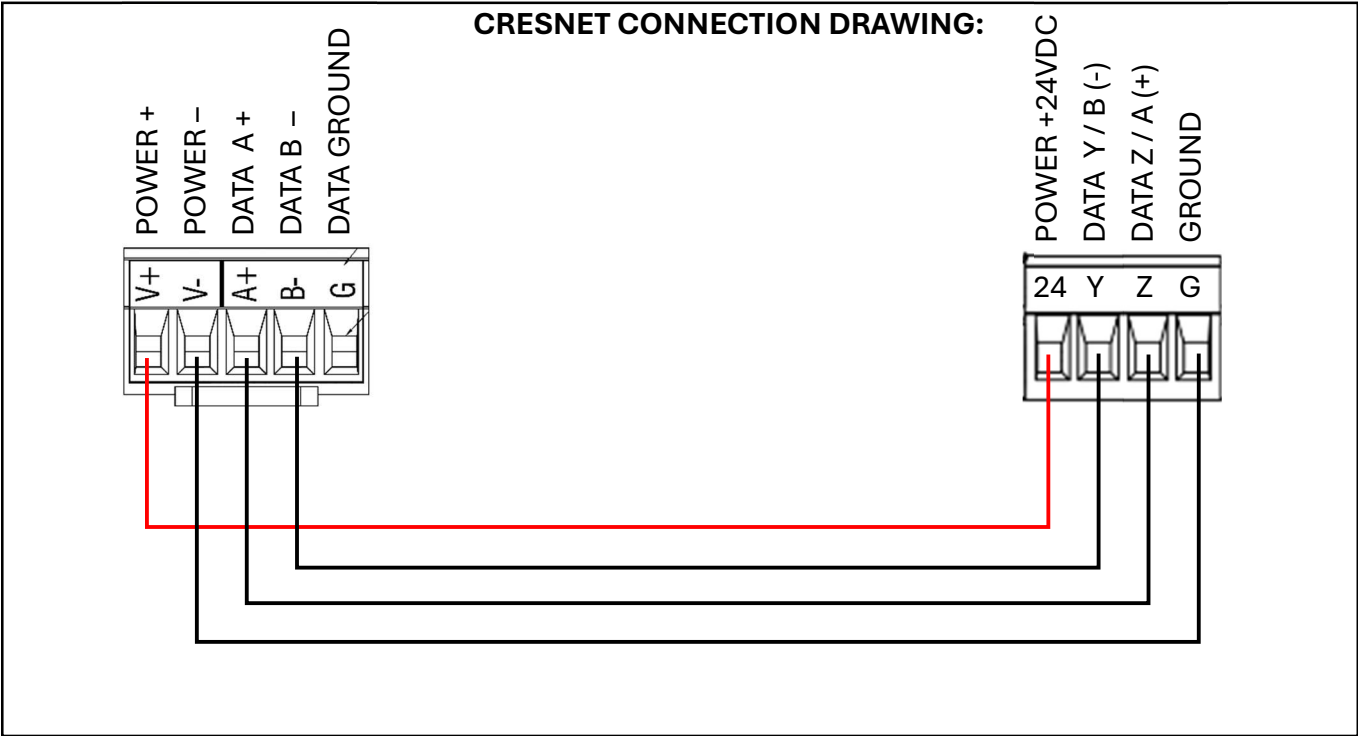 CRESNET CONNECTION DRAWING:
POWER +
POWER –
DATA A +
DATA B –
DATA GROUND
V+
V-
A+
B-
G
POWER +24VDC
DATA Y / B (-)
DATA Z / A (+)
GROUND
24 Y Z G